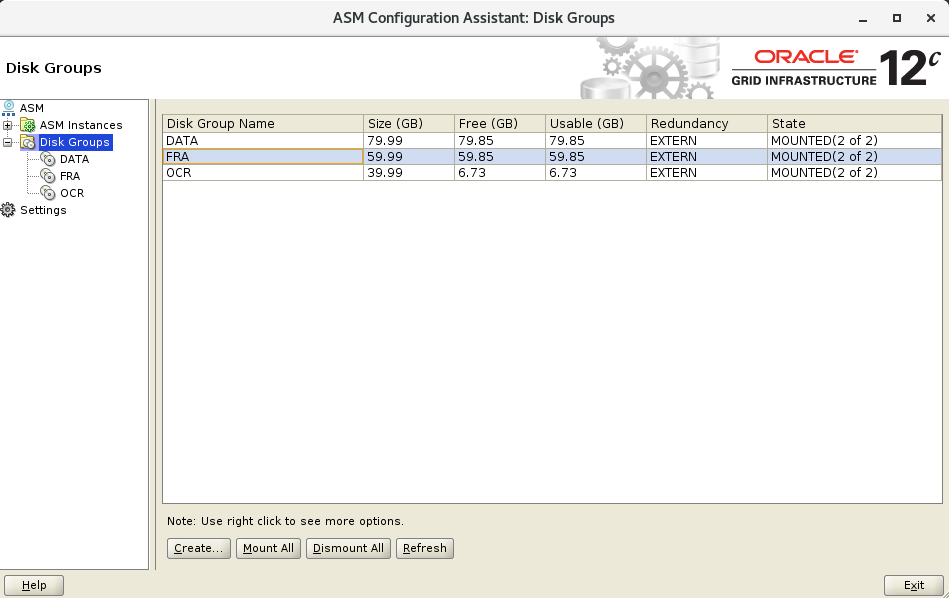 ASM Configuration Assistant: Disk Groups
Disk Groups
ORACLE
GRID INFRASTRUCTURE
12c
ASM
ASM Instances
Disk Groups
DATA
FRA
OCR
Settings
Disk Group Name Size (GB) Free (GB) Usable (GB) Redundancy State
DATA 79.99 79.85 79.85 EXTERN MOUNTED(2 of 2)
FRA 59.99 59.85 59.85 EXTERN MOUNTED(2 of 2)
OCR 39.99 6.73 6.73 EXTERN MOUNTED(2 of 2)
Note: Use right click to see more options.
Create... Mount All Dismount All Refresh
Help Exit